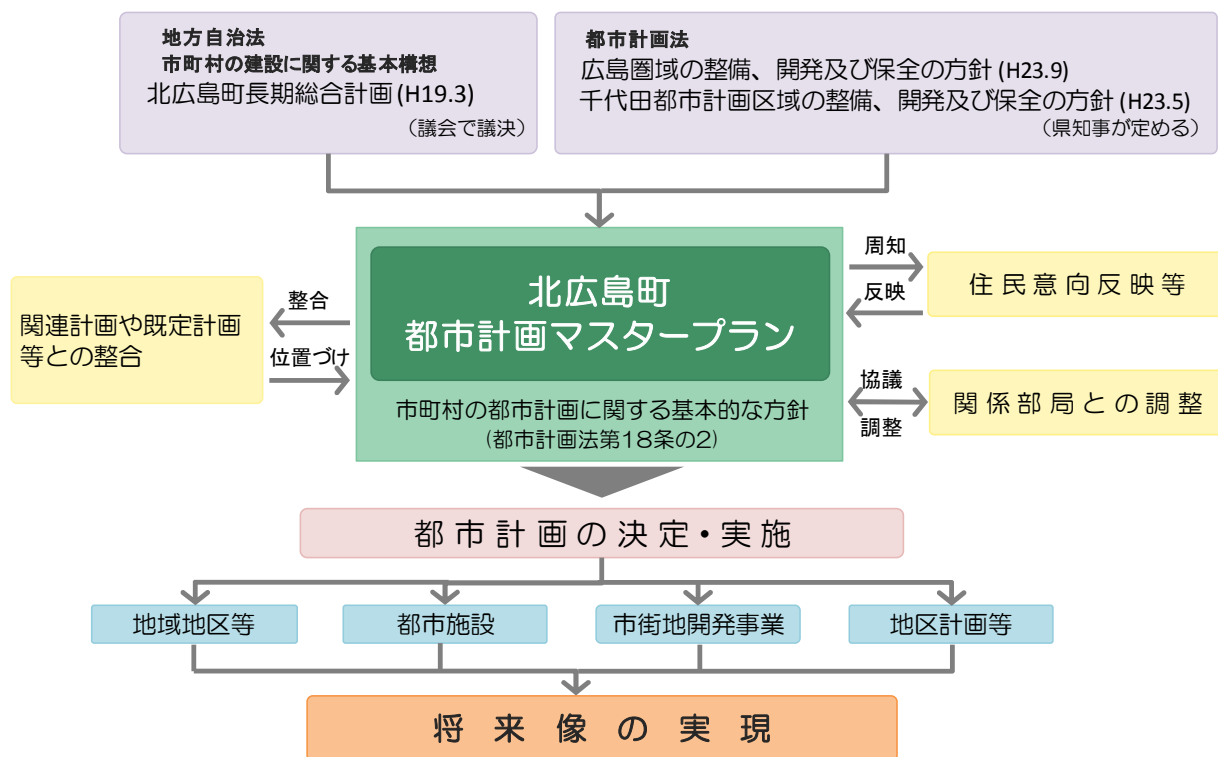 地方自治法
市町村の建設に関する基本構想
北広島町長期総合計画(H19.3)
（議会で議決）
都市計画法
広島圏域の整備、開発及び保全の方針(H23.9)
千代田都市計画区域の整備、開発及び保全の方針(H23.5)
（県知事が定める）
関連計画や既定計画
等との整合
整合
位置づけ
北広島町
都市計画マスタープラン
市町村の都市計画に関する基本的な方針
(都市計画法第18条の2)
周知
反映
住民意向反映等
協議
調整
関係部局との調整
都市計画の決定・実施
地域地区等
都市施設
市街地開発事業
地区計画等
将来像の実現